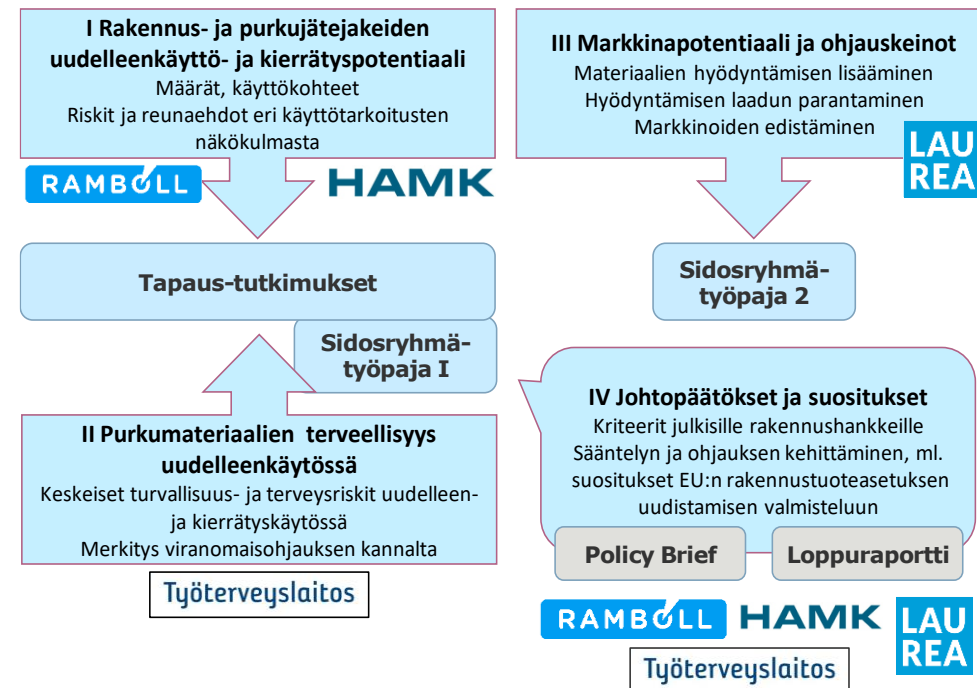 I Rakennus- ja purkujätejakeiden
uudelleenkäyttö- ja kierrätyspotentiaali
Määrät, käyttökohteet
Riskit ja reunaehdot eri käyttötarkoitusten
näkökulmasta
RAMBOLL
HAMK
Tapaus-tutkimukset
Sidosryhmä-
työpaja I
II Purkumateriaalien terveellisyys
uudelleenkäytössä
Keskeiset turvallisuus- ja terveysriskit uudelleen-
ja kierrätyskäytössä
Merkitys viranomaisohjauksen kannalta
Työterveyslaitos
III Markkinapotentiaali ja ohjauskeinot
Materiaalien hyödyntämisen lisääminen
Hyödyntämisen laadun parantaminen
Markkinoiden edistäminen
LAU
REA
Sidosryhmä-
työpaja 2
IV Johtopäätökset ja suositukset
Kriteerit julkisille rakennushankkeille
Sääntelyn ja ohjauksen kehittäminen, ml.
suositukset EU:n rakennustuoteasetuksen
uudistamisen valmisteluun
Policy Brief
Loppuraportti
RAMBOLL
HAMK
LAU
REA
Työterveyslaitos